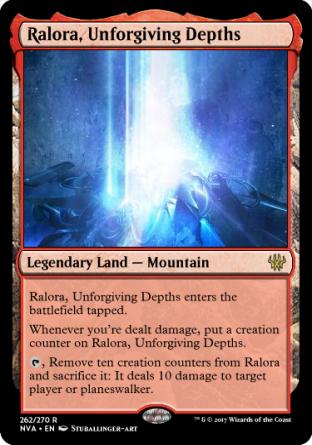 Ralora, Unforgiving Depths
Legendary Land — Mountain
Ralora, Unforgiving Depths enters the
battlefield tapped.
Whenever you're dealt damage, put a creation
counter on Ralora, Unforgiving Depths.
, Remove ten creation counters from Ralora
and sacrifice it: It deals 10 damage to target
player or planeswalker.
262/270 R
NVA • EN Stuballinger-art
™ & © 2017 Wizards of the Coast